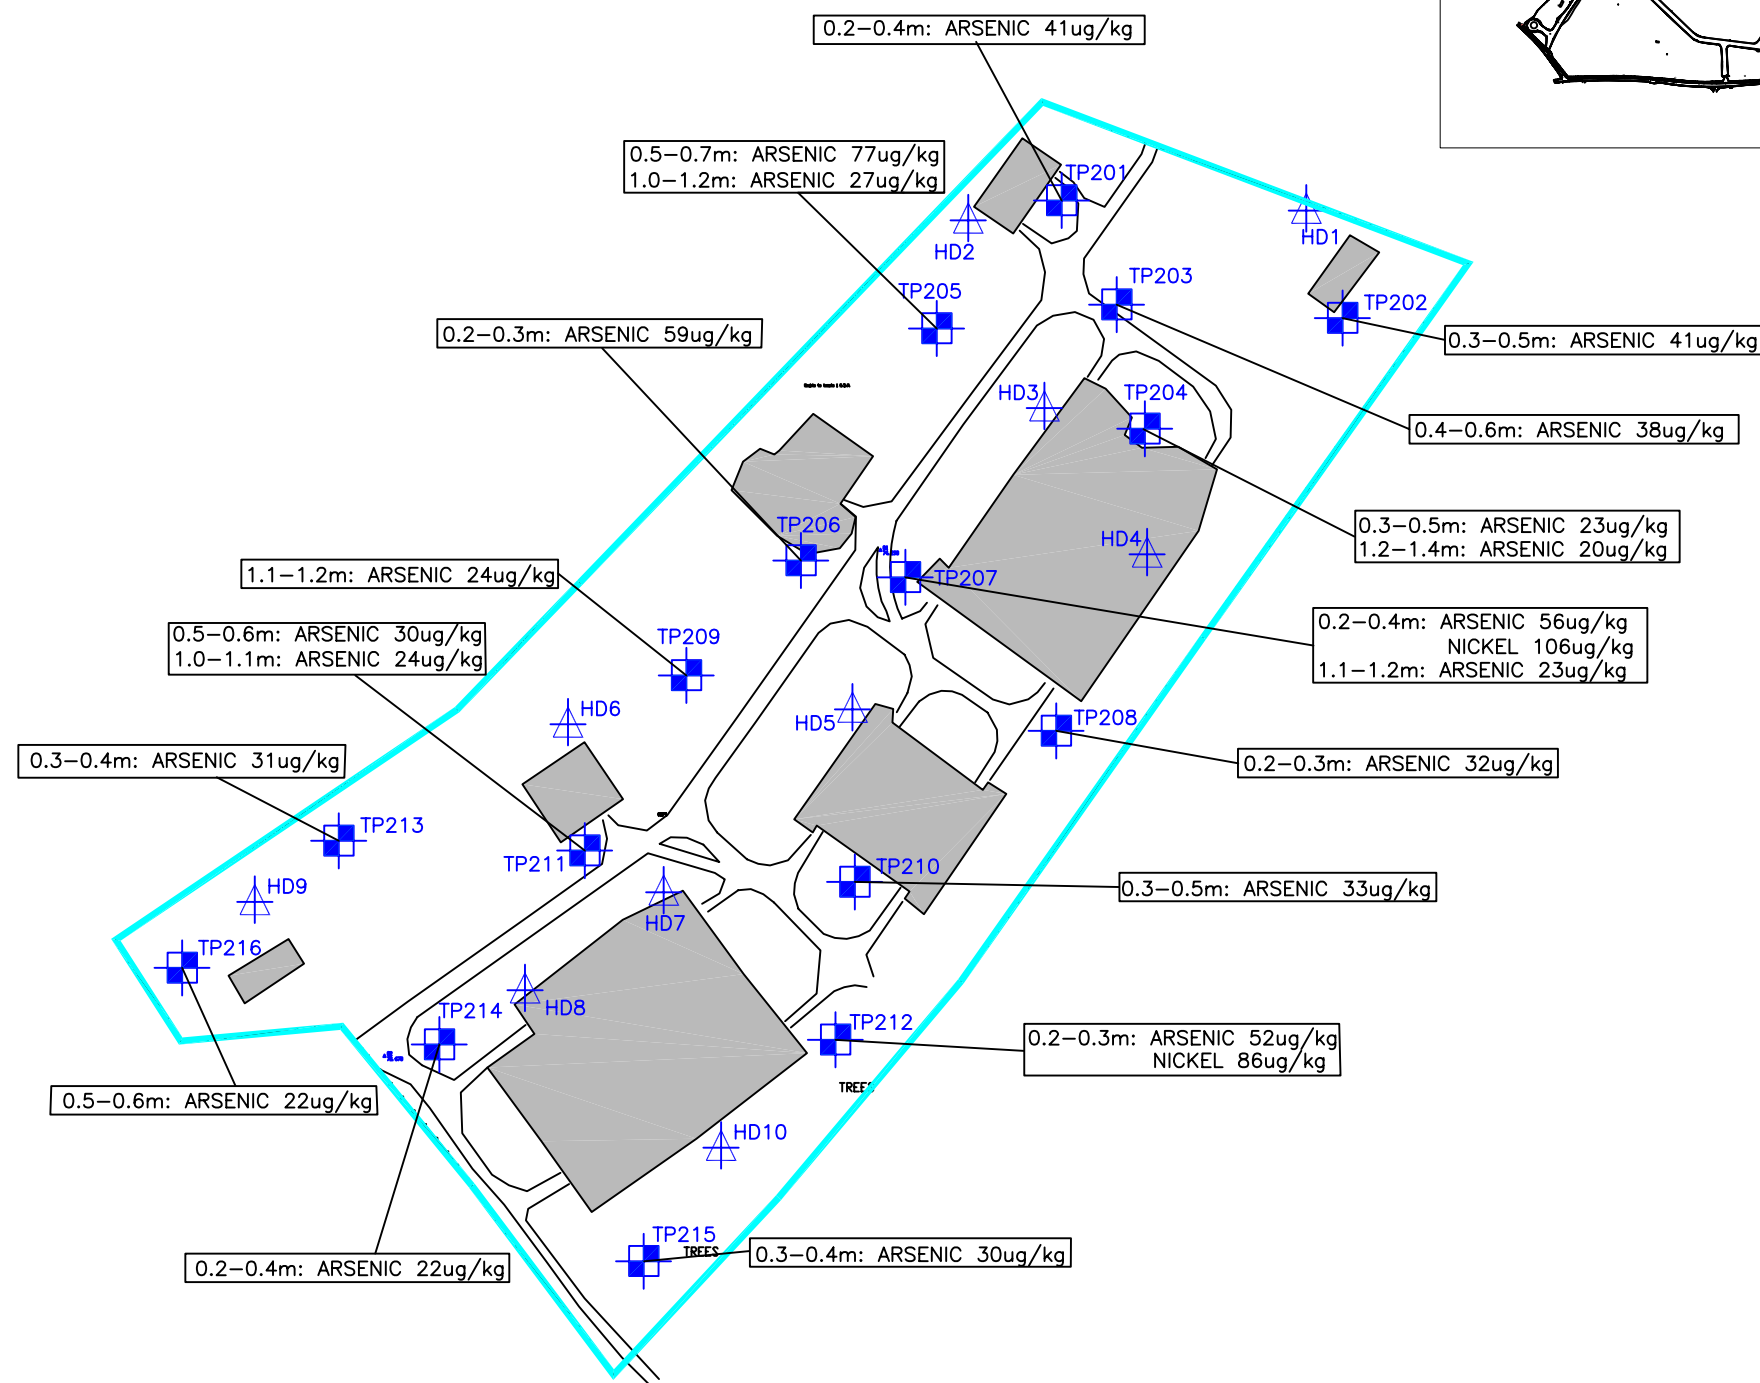 0.2-0.4m: ARSENIC 41ug/kg
0.5-0.7m: ARSENIC 77ug/kg
1.0-1.2m: ARSENIC 27ug/kg
TP201
HD2
HD1
TP205
TP203
TP202
0.2-0.3m: ARSENIC 59ug/kg
0.3-0.5m: ARSENIC 41ug/kg
HD3
TP204
0.4-0.6m: ARSENIC 38ug/kg
TP206
HD4
0.3-0.5m: ARSENIC 23ug/kg
1.2-1.4m: ARSENIC 20ug/kg
1.1-1.2m: ARSENIC 24ug/kg
TP207
0.5-0.6m: ARSENIC 30ug/kg
1.0-1.1m: ARSENIC 24ug/kg
TP209
0.2-0.4m: ARSENIC 56ug/kg
NICKEL 106ug/kg
1.1-1.2m: ARSENIC 23ug/kg
HD6
HD5
TP208
0.3-0.4m: ARSENIC 31ug/kg
0.2-0.3m: ARSENIC 32ug/kg
TP213
TP211
TP210
HD9
HD7
0.3-0.5m: ARSENIC 33ug/kg
TP216
TP214
HD8
TP212
0.2-0.3m: ARSENIC 52ug/kg
NICKEL 86ug/kg
TREES
0.5-0.6m: ARSENIC 22ug/kg
HD10
TP215
TREES
0.3-0.4m: ARSENIC 30ug/kg
0.2-0.4m: ARSENIC 22ug/kg